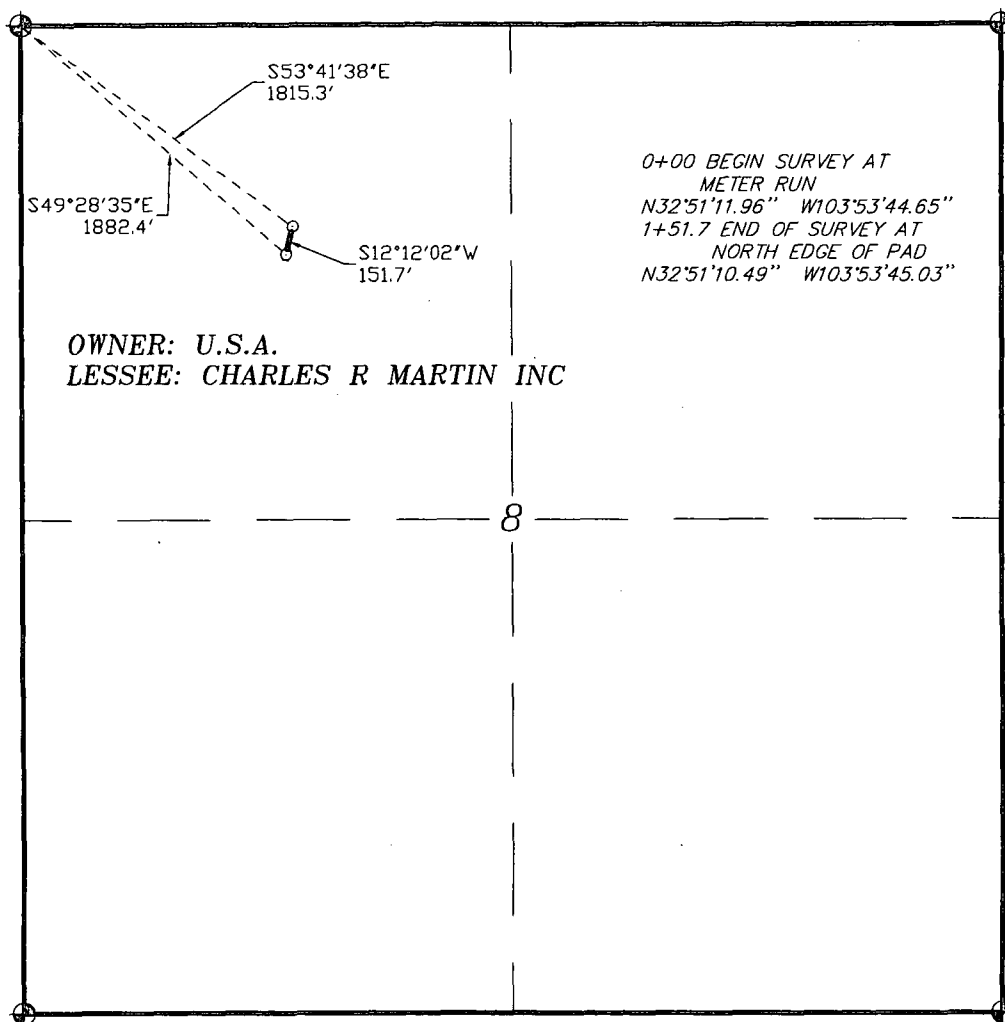 S53°41'38"E
1815.3'
S49°28'35"E
1882.4'
S12°12'02"W
151.7'
0+00 BEGIN SURVEY AT
METER RUN
N32°51'11.96" W103°53'44.65"
1+51.7 END OF SURVEY AT
NORTH EDGE OF PAD
N32°51'10.49" W103°53'45.03"
OWNER: U.S.A.
LESSEE: CHARLES R MARTIN INC
8